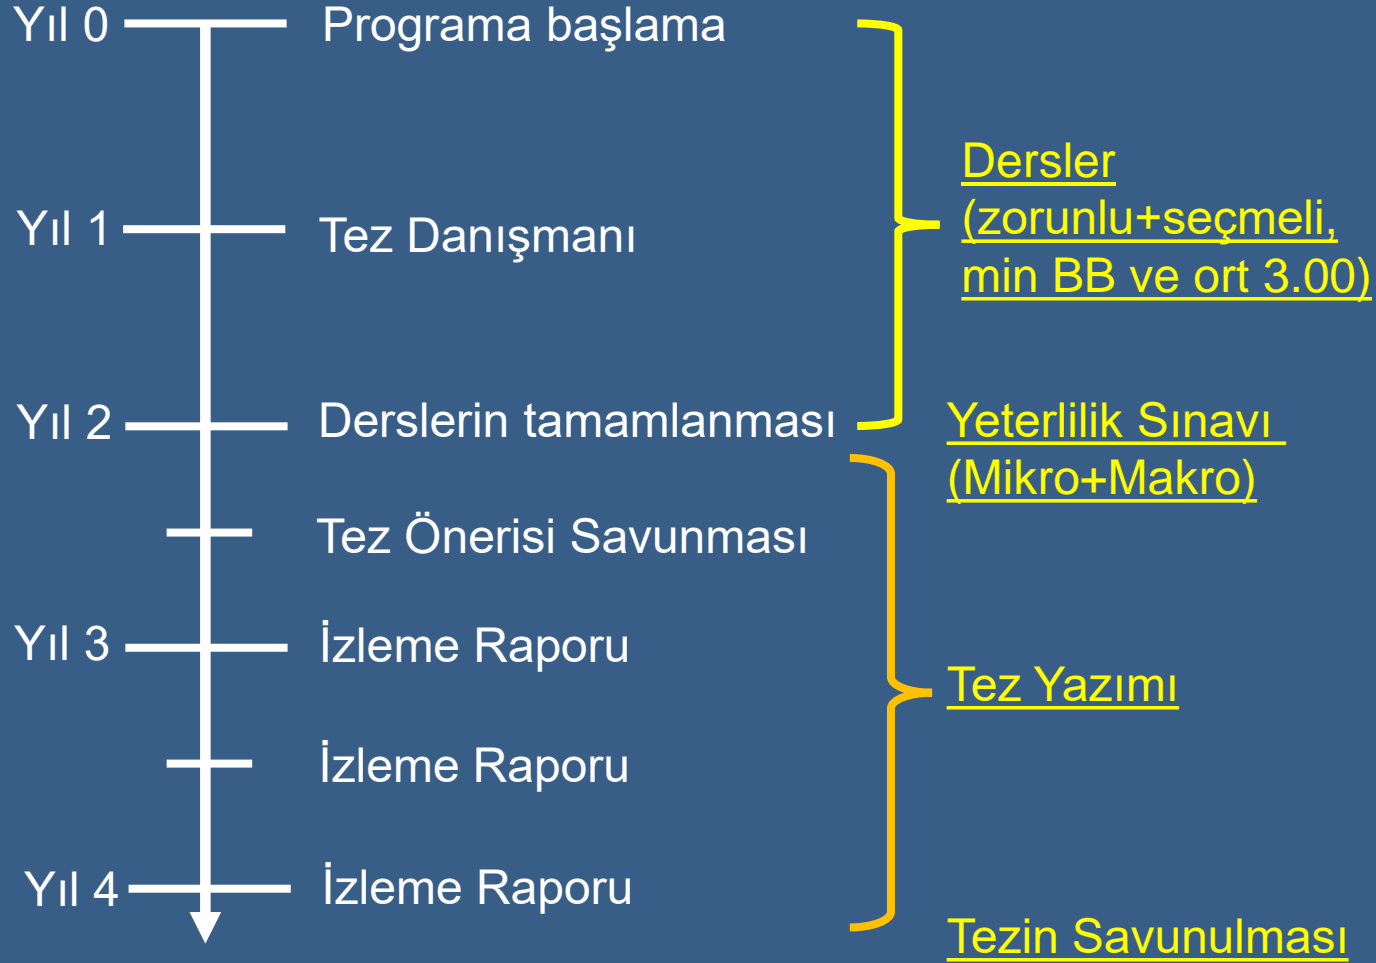 Yıl 0
Programa başlama
Dersler
(zorunlu+seçmeli,
min BB ve ort 3.00)
Yıl 1
Tez Danışmanı
Yıl 2
Derslerin tamamlanması
Yeterlilik Sınavı
(Mikro+Makro)
Tez Önerisi Savunması
Yıl 3
İzleme Raporu
Tez Yazımı
İzleme Raporu
Yıl 4
İzleme Raporu
Tezin Savunulması